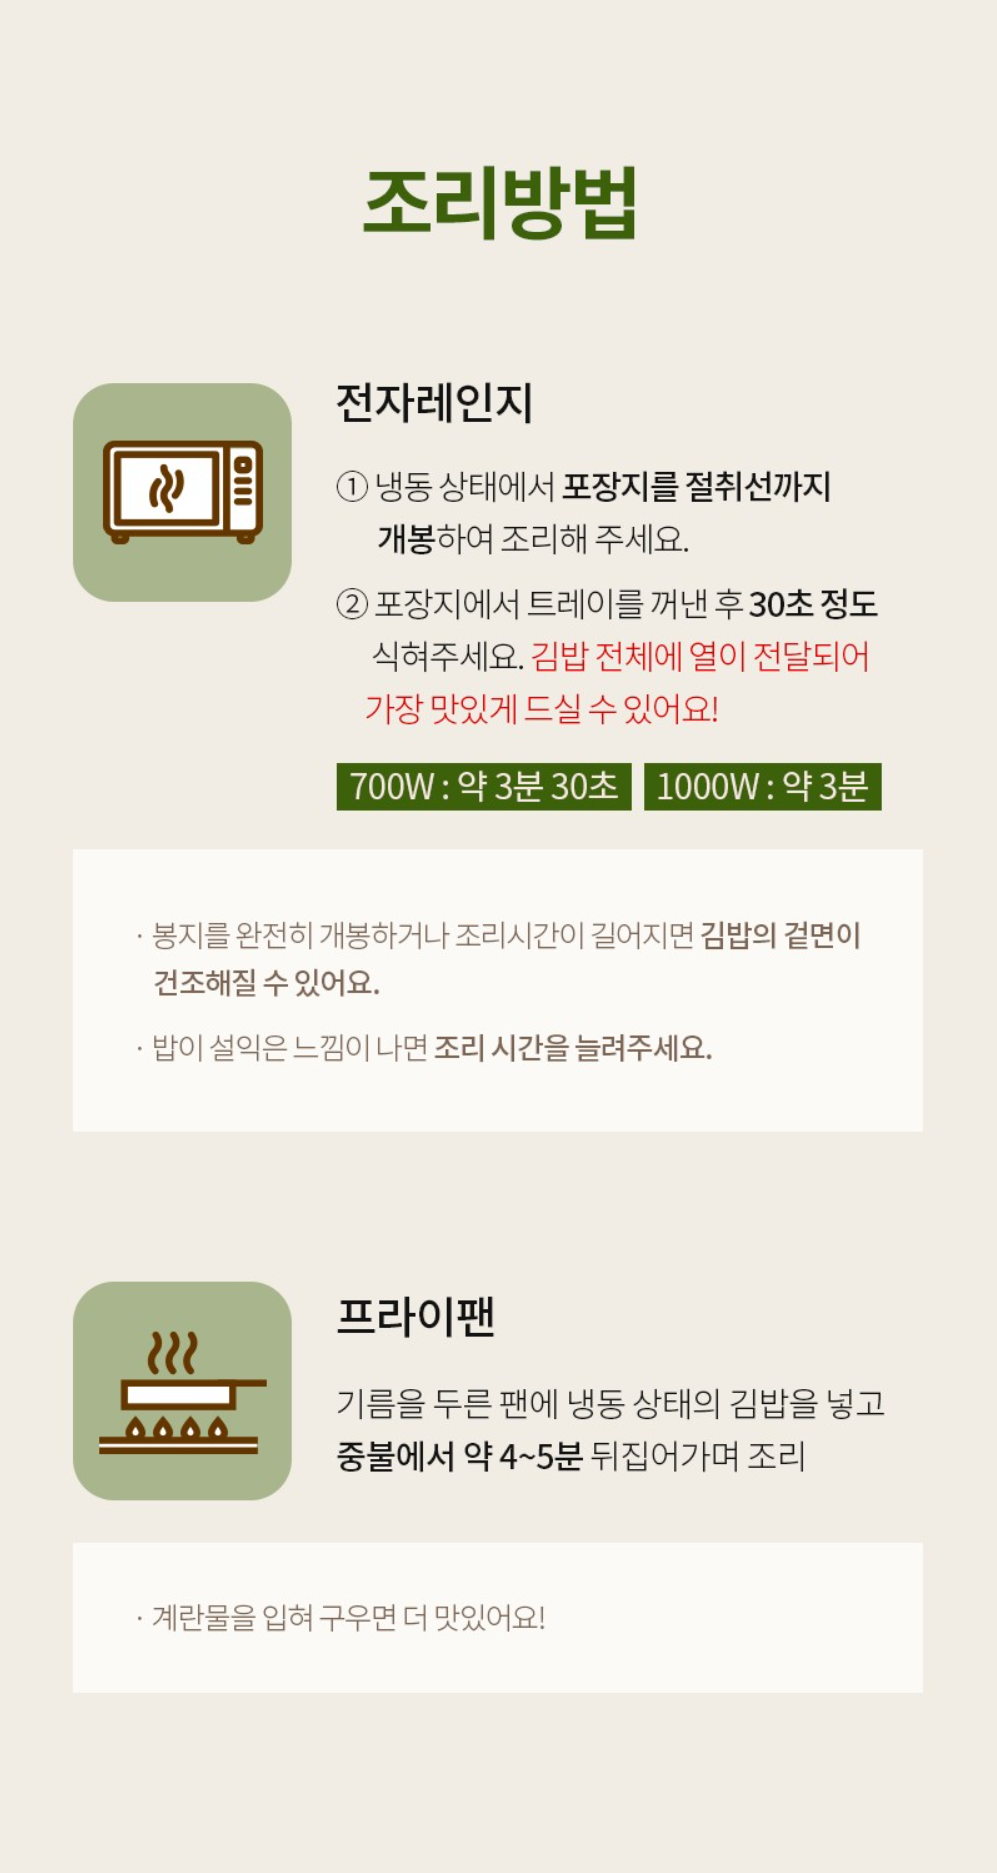 조리방법
전자레인지
① 냉동 상태에서 포장지를 절취선까지
개봉하여 조리해 주세요.
② 포장지에서 트레이를 꺼낸 후 30초 정도
식혀주세요. 김밥 전체에 열이 전달되어
가장 맛있게 드실 수 있어요!
700W : 약 3분 30초 1000W : 약 3분
· 봉지를 완전히 개봉하거나 조리시간이 길어지면 김밥의 겉면이
건조해질 수 있어요.
· 밥이 설익은 느낌이 나면 조리 시간을 늘려주세요.
프라이팬
기름을 두른 팬에 냉동 상태의 김밥을 넣고
중불에서 약 4~5분 뒤집어가며 조리
· 계란물을 입혀 구우면 더 맛있어요!